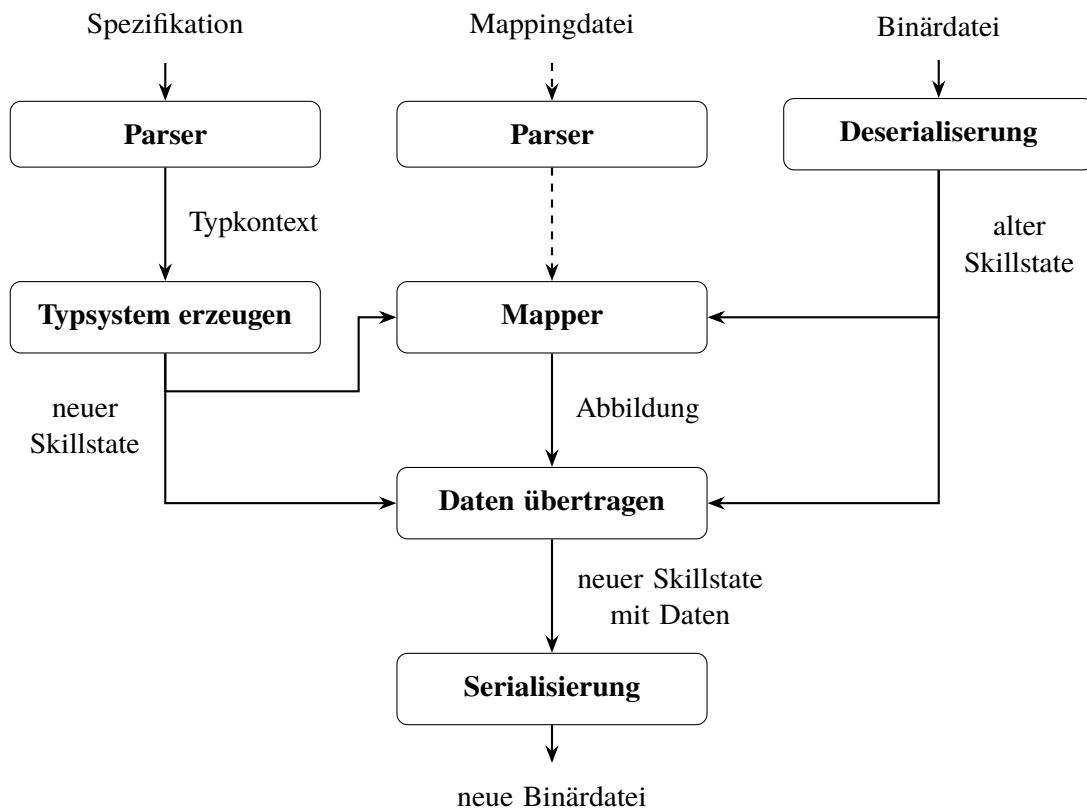 Spezifikation
Mappingdatei
Binärdatei
Parser
Parser
Deserialiserung
Typkontext
alter
Skillstate
Typsystem erzeugen
Mapper
neuer
Skillstate
Abbildung
Daten übertragen
neuer Skillstate
mit Daten
Serialisierung
neue Binärdatei